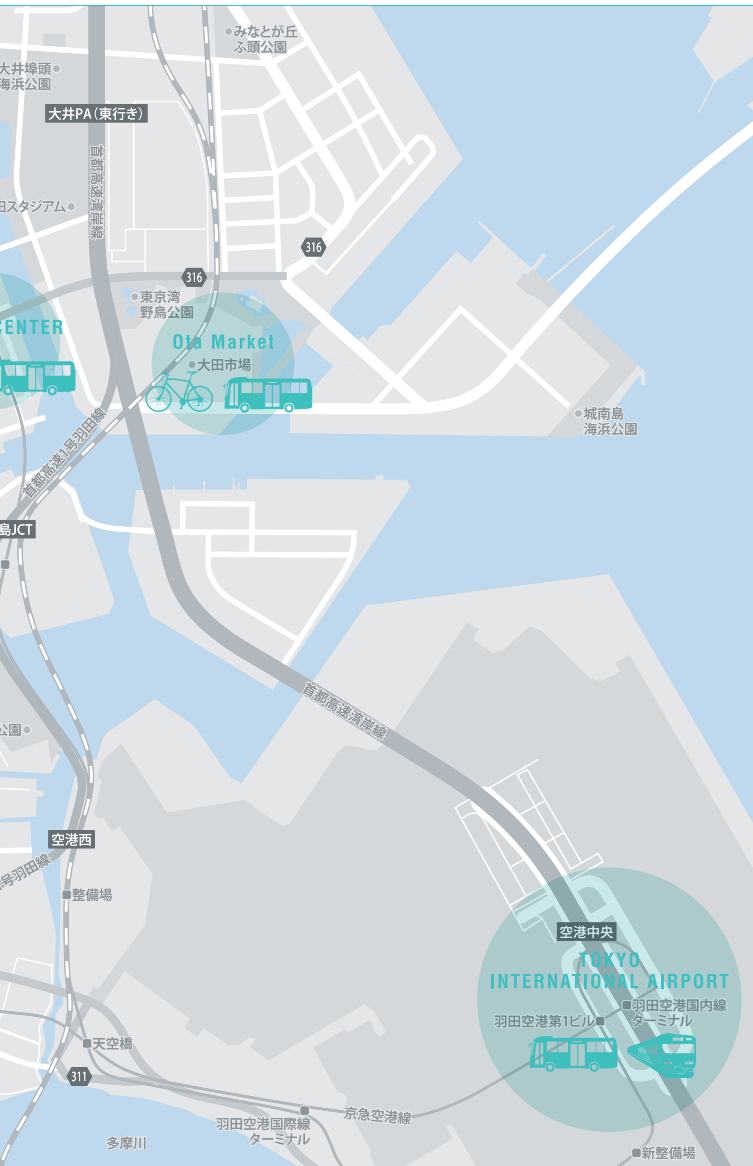 みなとが丘
ふ頭公園
大井埠頭
海浜公園
大井PA(東行き)
首都高速湾岸線
田スタジアム
316
316
東京湾
野鳥公園
CENTER
Ota Market
大田市場
城南島
海浜公園
首都高速1号羽田線
島JCT
首都高速湾岸線
公園
空港西
号羽田線
整備場
空港中央
TOKYO
INTERNATIONAL AIRPORT
羽田空港国内線
ターミナル
羽田空港第1ビル
天空橋
311
羽田空港国際線
ターミナル
京急空港線
多摩川
新整備場